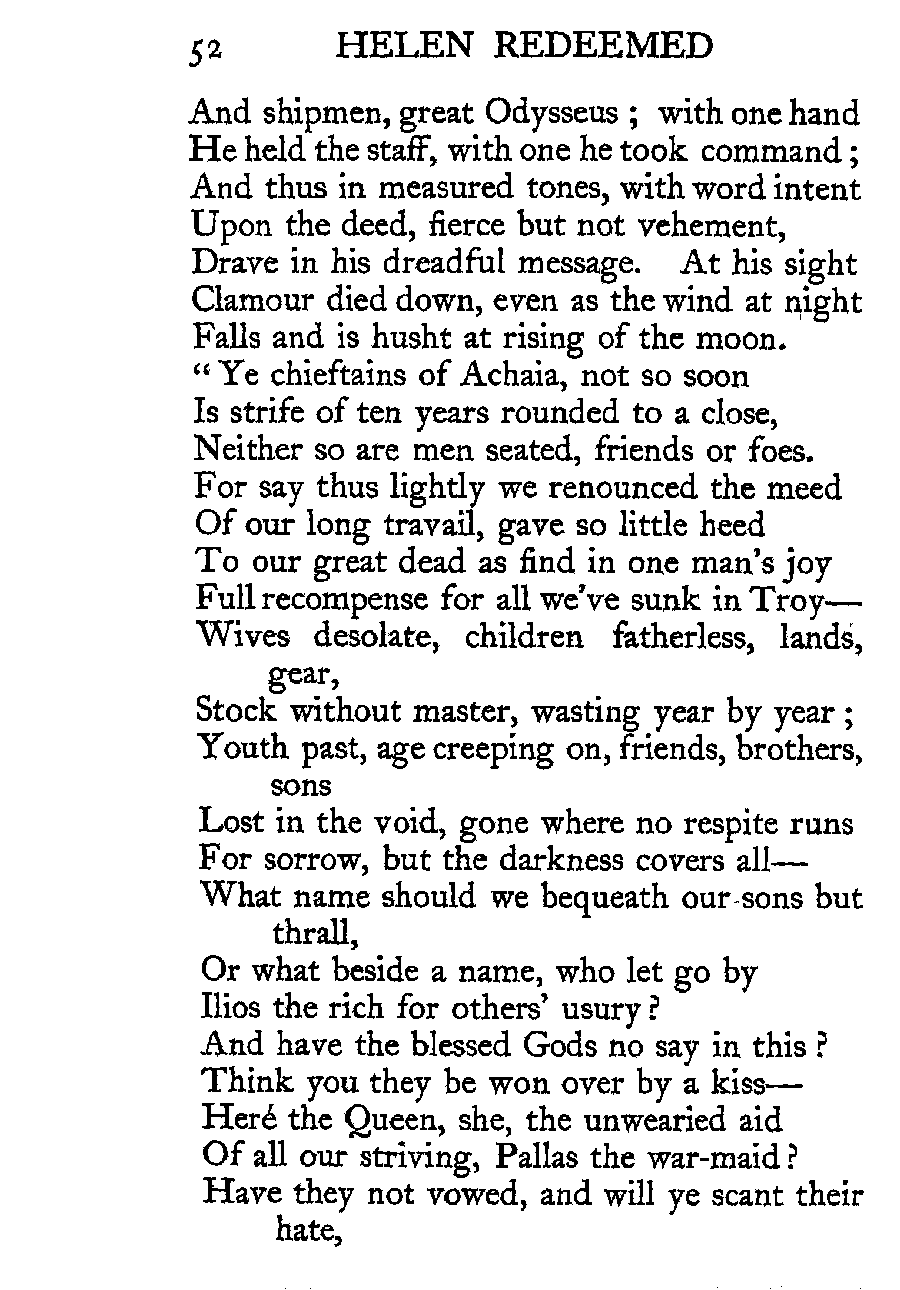 52 HELEN REDEEMED
And shipmen, great Odysseus ; with one hand
He held the staff, with one he took command ;
And thus in measured tones, with word intent
Upon the deed, fierce but not vehement,
Drave in his dreadful message. At his sight
Clamour died down, even as the wind at night
Falls and is husht at rising of the moon.
“ Ye chieftains of Achaia, not so soon
Is strife of ten years rounded to a close,
Neither so are men seated, friends or foes.
For say thus lightly we renounced the meed
Of our long travail, gave so little heed
To our great dead as find in one man’s joy
Full recompense for all we’ve sunk in Troy—
Wives desolate, children fatherless, lands,
gear,
Stock without master, wasting year by year ;
Youth past, age creeping on, friends, brothers,
sons
Lost in the void, gone where no respite runs
For sorrow, but the darkness covers all—
What name should we bequeath our sons but
thrall,
Or what beside a name, who let go by
Ilios the rich for others’ usury ?
And have the blessed Gods no say in this ?
Think you they be won over by a kiss—
Heré the Queen, she, the unwearied aid
Of all our striving, Pallas the war-maid ?
Have they not vowed, and will ye scant their
hate,